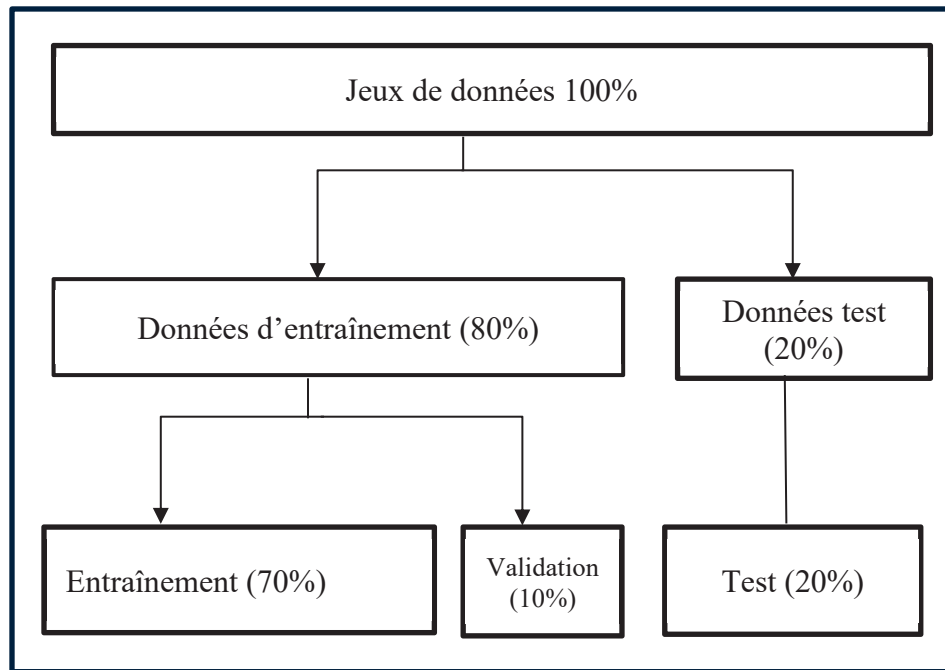 Jeux de données 100%
Données d’entraînement (80%)
Données test
(20%)
Entraînement (70%)
Validation
(10%)
Test (20%)